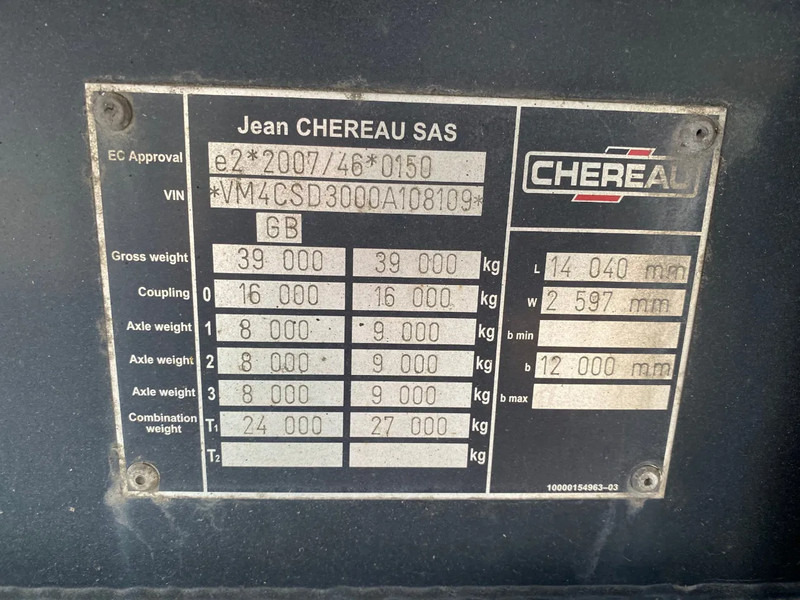 Jean CHEREAU SAS
EC Approval e2*2007/46*0150
VIN *VM4CSD3000A108109*
GB
Gross weight 39 000 39 000 kg
Coupling 0 16 000 16 000 kg
Axle weight 1 8 000 9 000 kg
Axle weight 2 8 000 9 000 kg
Axle weight 3 8 000 9 000 kg
Combination
weight T1 24 000 27 000 kg
T2 kg
CHEREAU
L 14 040 mm
W 2 597 mm
b min
b 12 000 mm
b max
10000154963-03